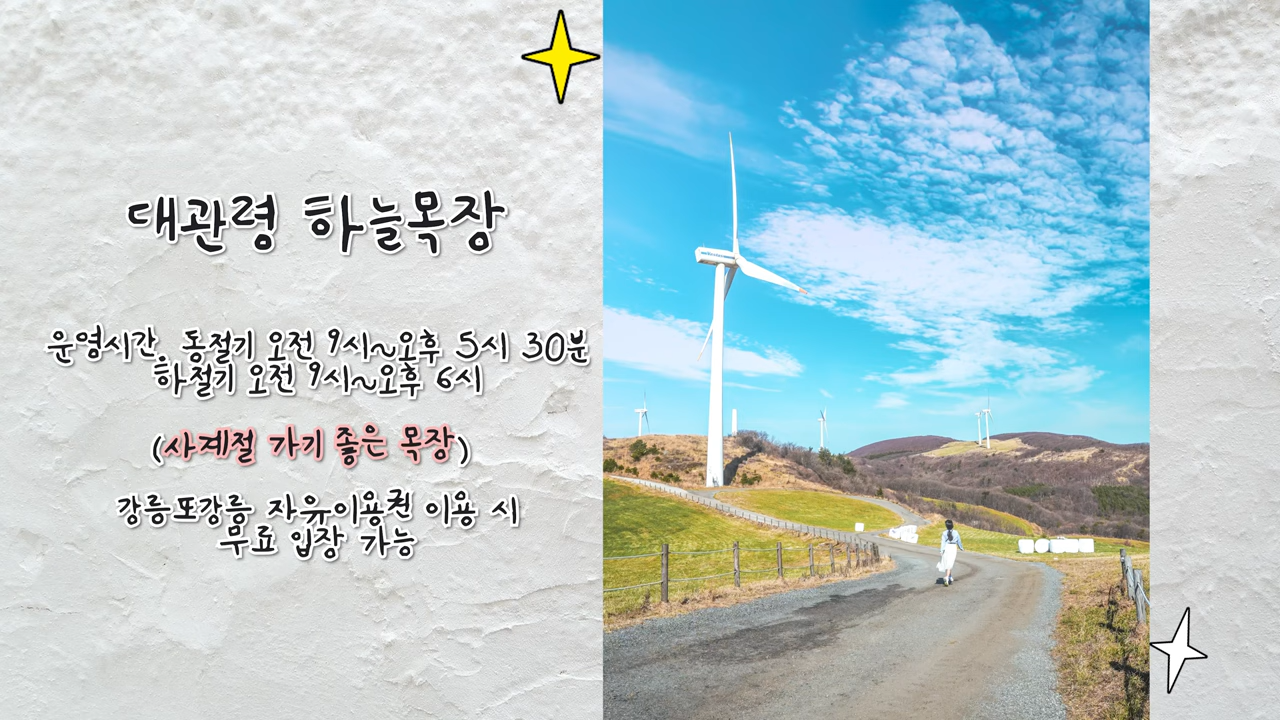 대관령 하늘목장
운영시간. 동절기 오전 9시~오후 5시 30분
하절기 오전 9시~오후 6시
(사계절 가기 좋은 목장)
강릉또강릉 자유이용권 이용 시
무료 입장 가능